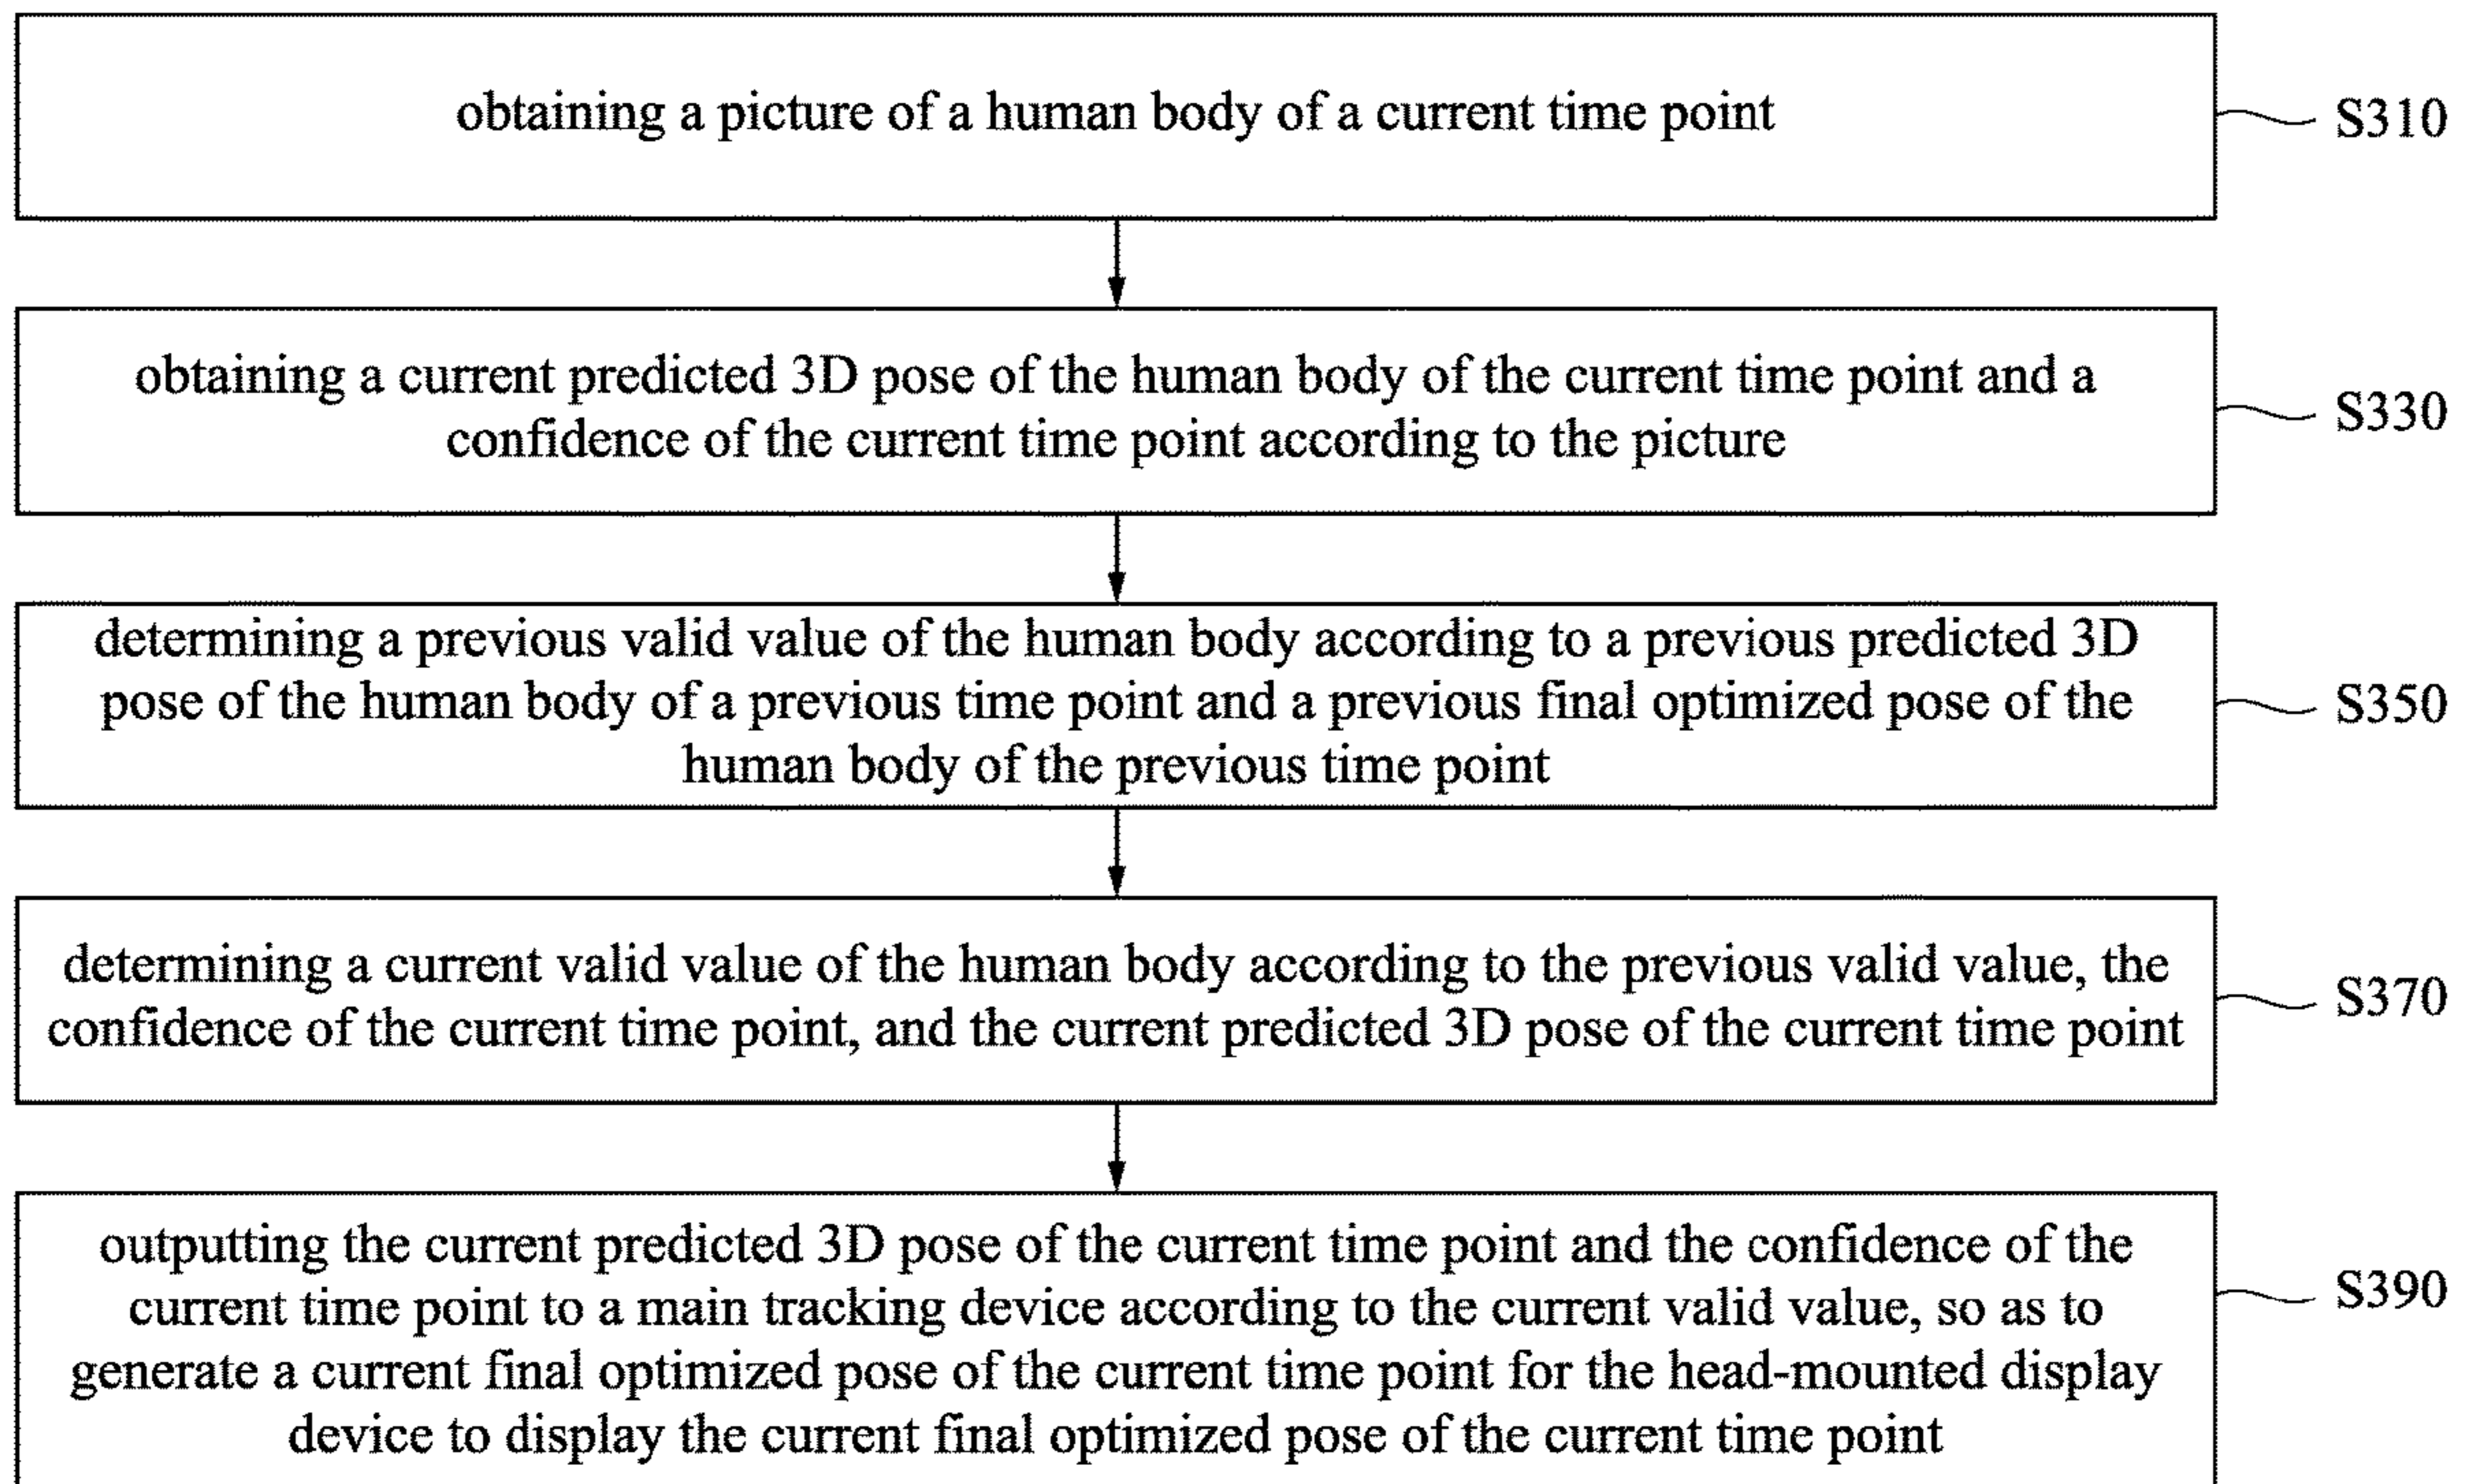 obtaining a picture of a human body of a current time point
S310
obtaining a current predicted 3D pose of the human body of the current time point and a
confidence of the current time point according to the picture
S330
determining a previous valid value of the human body according to a previous predicted 3D
pose of the human body of a previous time point and a previous final optimized pose of the
human body of the previous time point
S350
determining a current valid value of the human body according to the previous valid value, the
confidence of the current time point, and the current predicted 3D pose of the current time point
S370
outputting the current predicted 3D pose of the current time point and the confidence of the
current time point to a main tracking device according to the current valid value, so as to
generate a current final optimized pose of the current time point for the head-mounted display
device to display the current final optimized pose of the current time point
S390